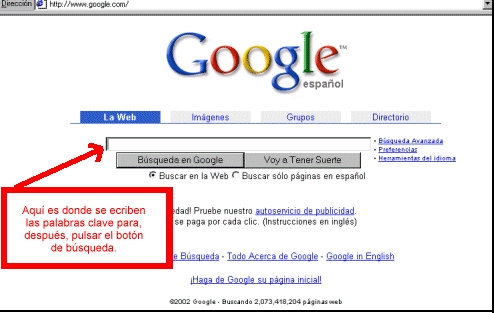 Dirección http://www.google.com/
Google™
español
La Web Imágenes Grupos Directorio
· Búsqueda Avanzada
· Preferencias
· Herramientas del idioma
Búsqueda en Google Voy a Tener Suerte
Buscar en la Web Buscar sólo páginas en español
Aquí es donde se ecriben
las palabras clave para,
después, pulsar el botón
de búsqueda.
edad! Pruebe nuestro autoservicio de publicidad.
se paga por cada clic. (Instrucciones en inglés)
e Búsqueda - Todo Acerca de Google - Google in English
¡Haga de Google su página inicial!
©2002 Google - Buscando 2,073,418,204 páginas web